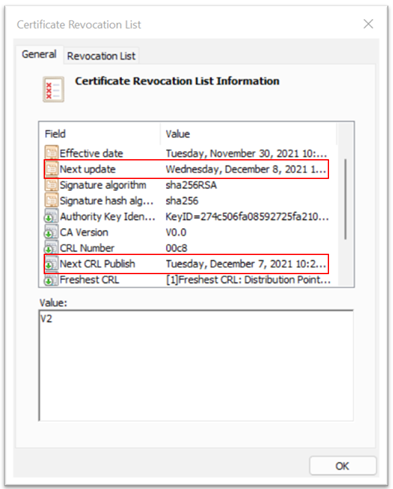 Certificate Revocation List
General Revocation List
Certificate Revocation List Information
Field Value
Effective date Tuesday, November 30, 2021 10:...
Next update Wednesday, December 8, 2021 1...
Signature algorithm sha256RSA
Signature hash alg... sha256
Authority Key Iden... KeyID=274c506fa08592725fa210...
CA Version V0.0
CRL Number 00c8
Next CRL Publish Tuesday, December 7, 2021 10:2...
Freshest CRL [1]Freshest CRL: Distribution Point...
Value:
V2
OK